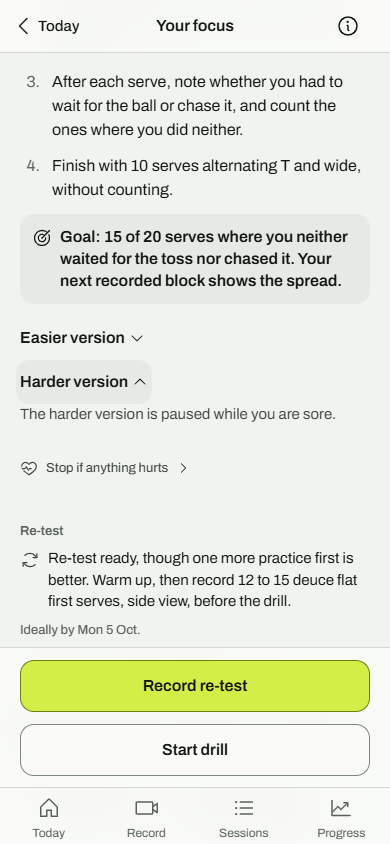 Today
Your focus
3. After each serve, note whether you had to
wait for the ball or chase it, and count the
ones where you did neither.
4. Finish with 10 serves alternating T and wide,
without counting.
Goal: 15 of 20 serves where you neither
waited for the toss nor chased it. Your
next recorded block shows the spread.
Easier version
Harder version
The harder version is paused while you are sore.
Stop if anything hurts
Re-test
Re-test ready, though one more practice first is
better. Warm up, then record 12 to 15 deuce flat
first serves, side view, before the drill.
Ideally by Mon 5 Oct.
Record re-test
Start drill
Today
Record
Sessions
Progress